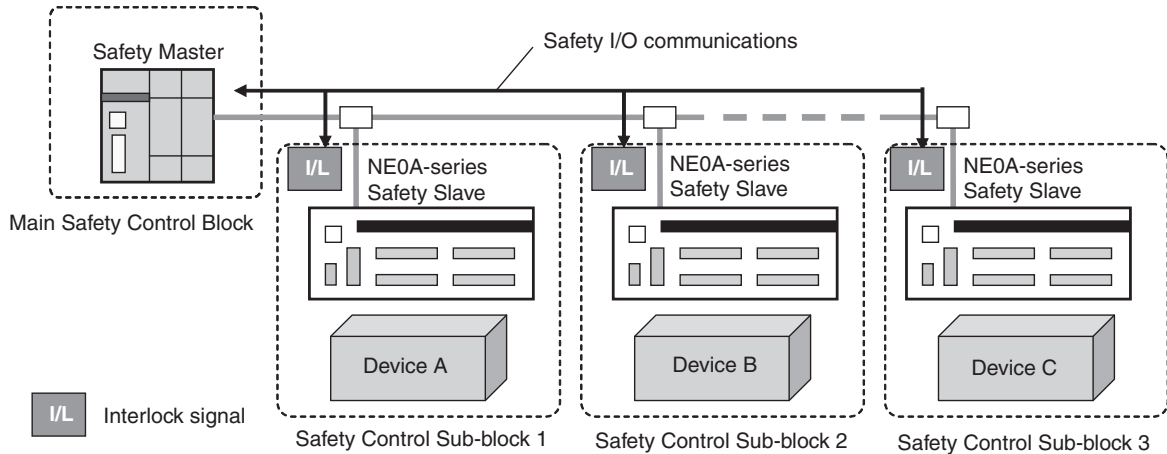 Safety Master
Safety I/O communications
Main Safety Control Block
I/L
NE0A-series
Safety Slave
I/L
NE0A-series
Safety Slave
I/L
NE0A-series
Safety Slave
Device A
Device B
Device C
I/L
Interlock signal
Safety Control Sub-block 1
Safety Control Sub-block 2
Safety Control Sub-block 3